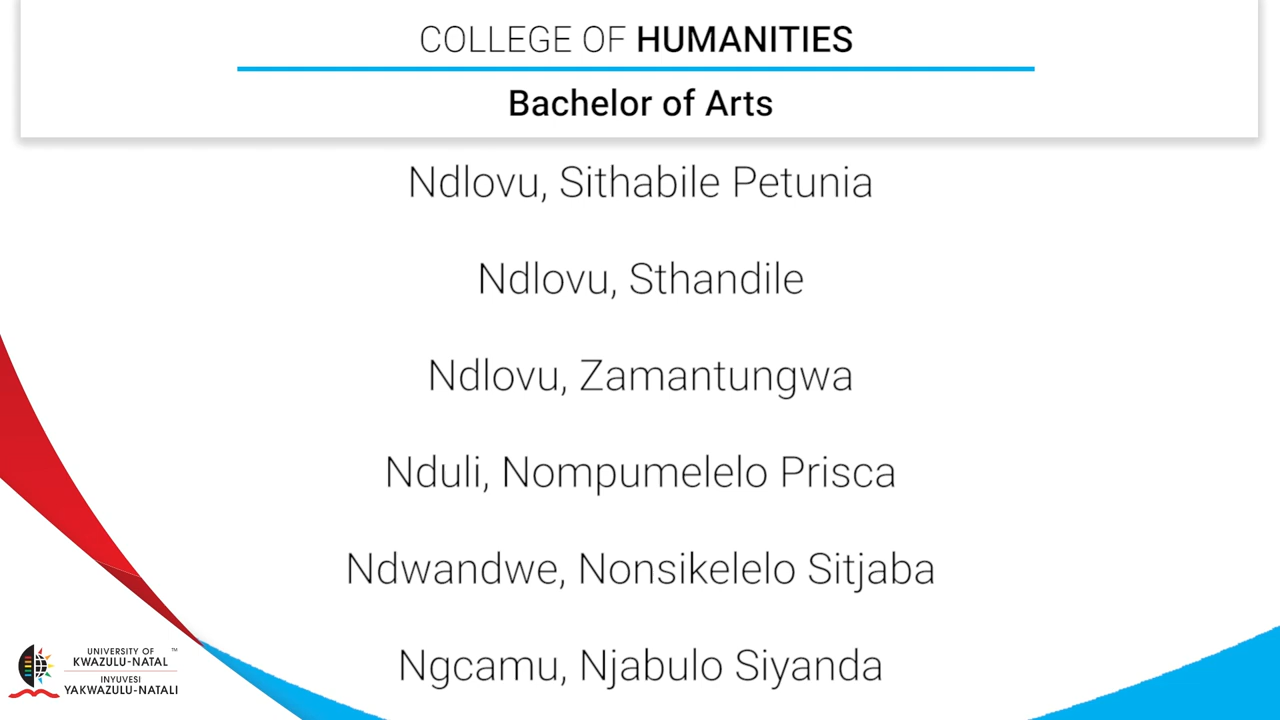 COLLEGE OF HUMANITIES
Bachelor of Arts
Ndlovu, Sithabile Petunia
Ndlovu, Sthandile
Ndlovu, Zamantungwa
Nduli, Nompumelelo Prisca
Ndwandwe, Nonsikelelo Sitjaba
Ngcamu, Njabulo Siyanda
UNIVERSITY OF ™
KWAZULU-NATAL
INYUVESI
YAKWAZULU-NATALI